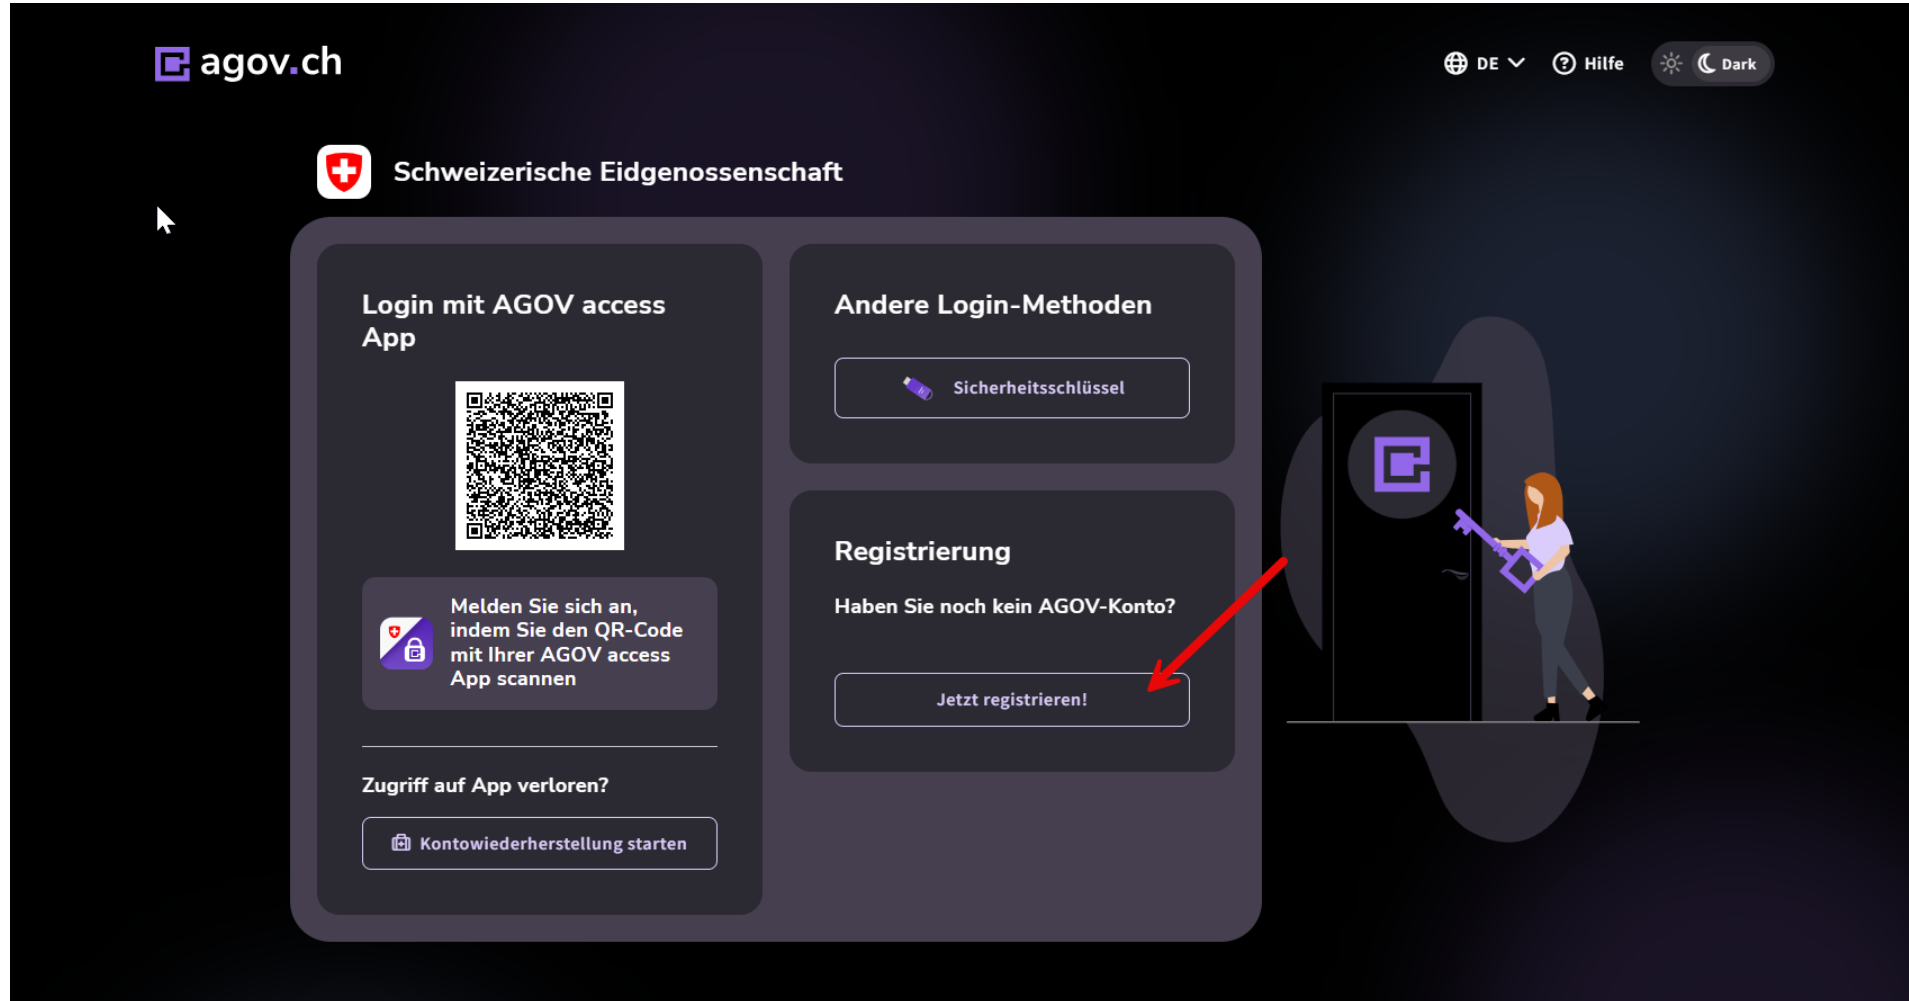 agov.ch
DE
Hilfe
Dark
Schweizerische Eidgenossenschaft
Login mit AGOV access
App
Melden Sie sich an,
indem Sie den QR-Code
mit Ihrer AGOV access
App scannen
Zugriff auf App verloren?
Kontowiederherstellung starten
Andere Login-Methoden
Sicherheitsschlüssel
Registrierung
Haben Sie noch kein AGOV-Konto?
Jetzt registrieren!